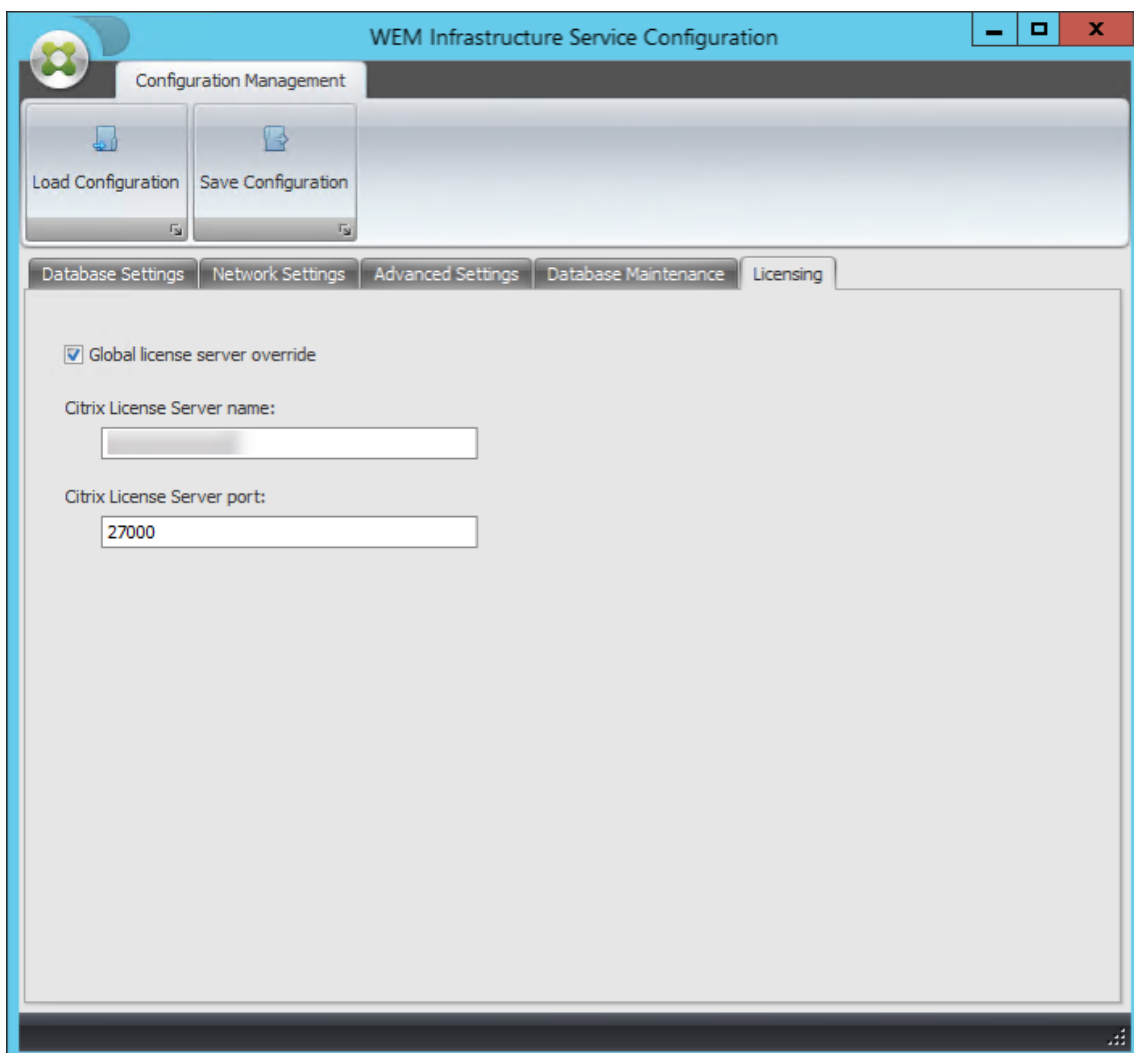 WEM Infrastructure Service Configuration
Configuration Management
Load Configuration Save Configuration
Database Settings Network Settings Advanced Settings Database Maintenance Licensing
Global license server override
Citrix License Server name:
Citrix License Server port:
27000